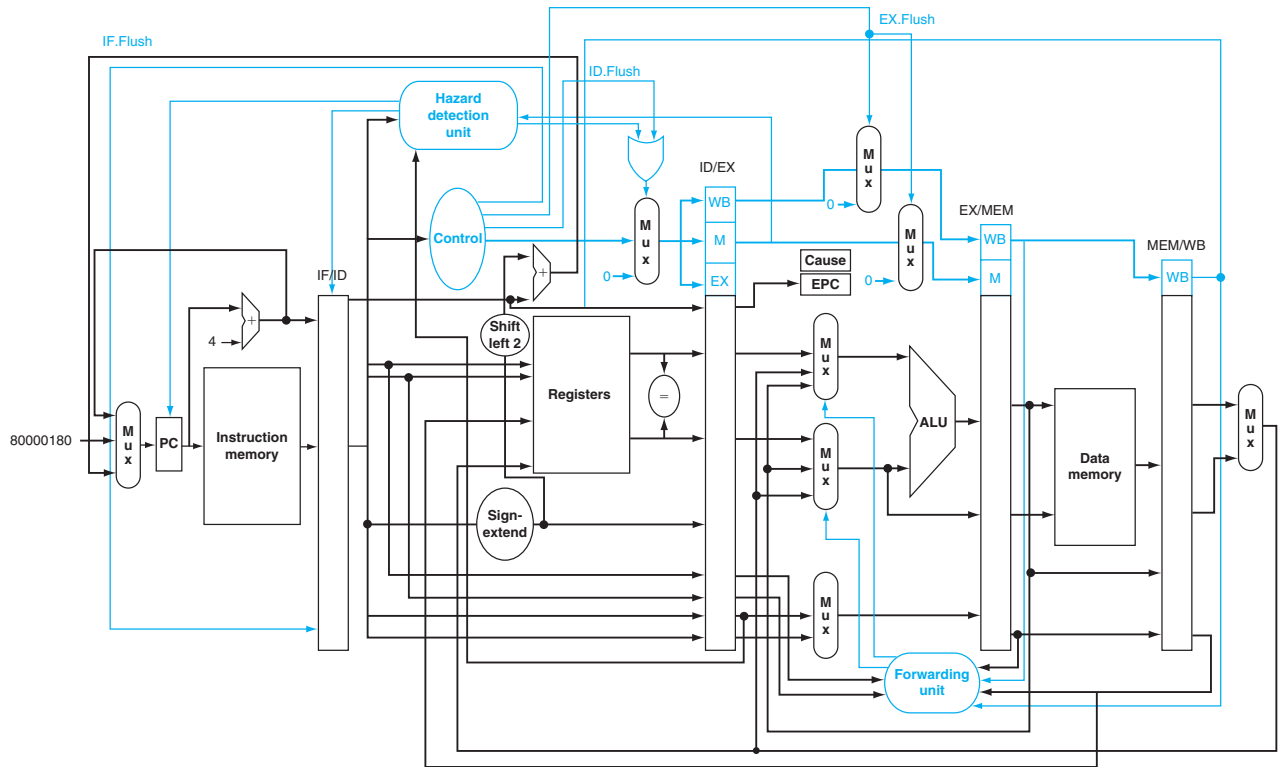 EX.Flush
IF.Flush
ID.Flush
Hazard
detection
unit
ID/EX
M
u
x
WB
0
EX/MEM
Control
M
u
x
M
M
u
x
WB
MEM/WB
Cause
IF/ID
0
EX
EPC
0
M
WB
+
+
4
Shift
left 2
M
u
x
Registers
=
ALU
M
u
x
80000180
M
u
x
PC
Instruction
memory
M
u
x
Data
memory
Sign-
extend
M
u
x
Forwarding
unit